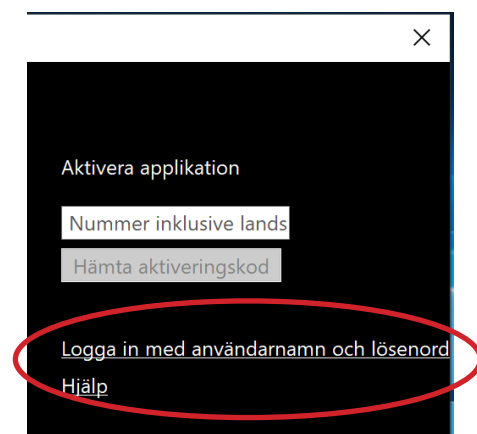 Aktivera applikation
Nummer inklusive lands
Hämta aktiveringskod
Logga in med användarnamn och lösenord
Hjälp